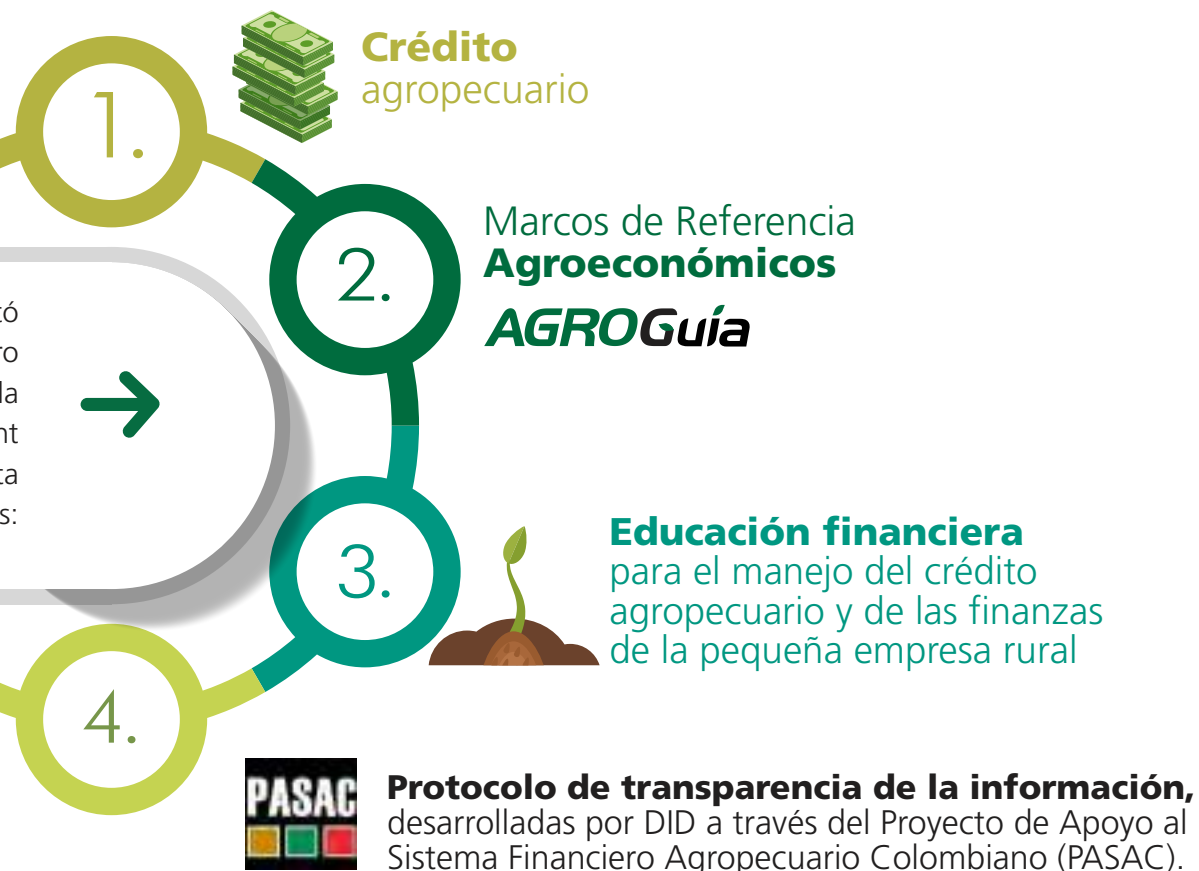 1.
Crédito
agropecuario
2.
Marcos de Referencia
Agroeconómicos
AGROGuía
3.
Educación financiera
para el manejo del crédito
agropecuario y de las finanzas
de la pequeña empresa rural
4.
PASAC
Protocolo de transparencia de la información,
desarrolladas por DID a través del Proyecto de Apoyo al
Sistema Financiero Agropecuario Colombiano (PASAC).